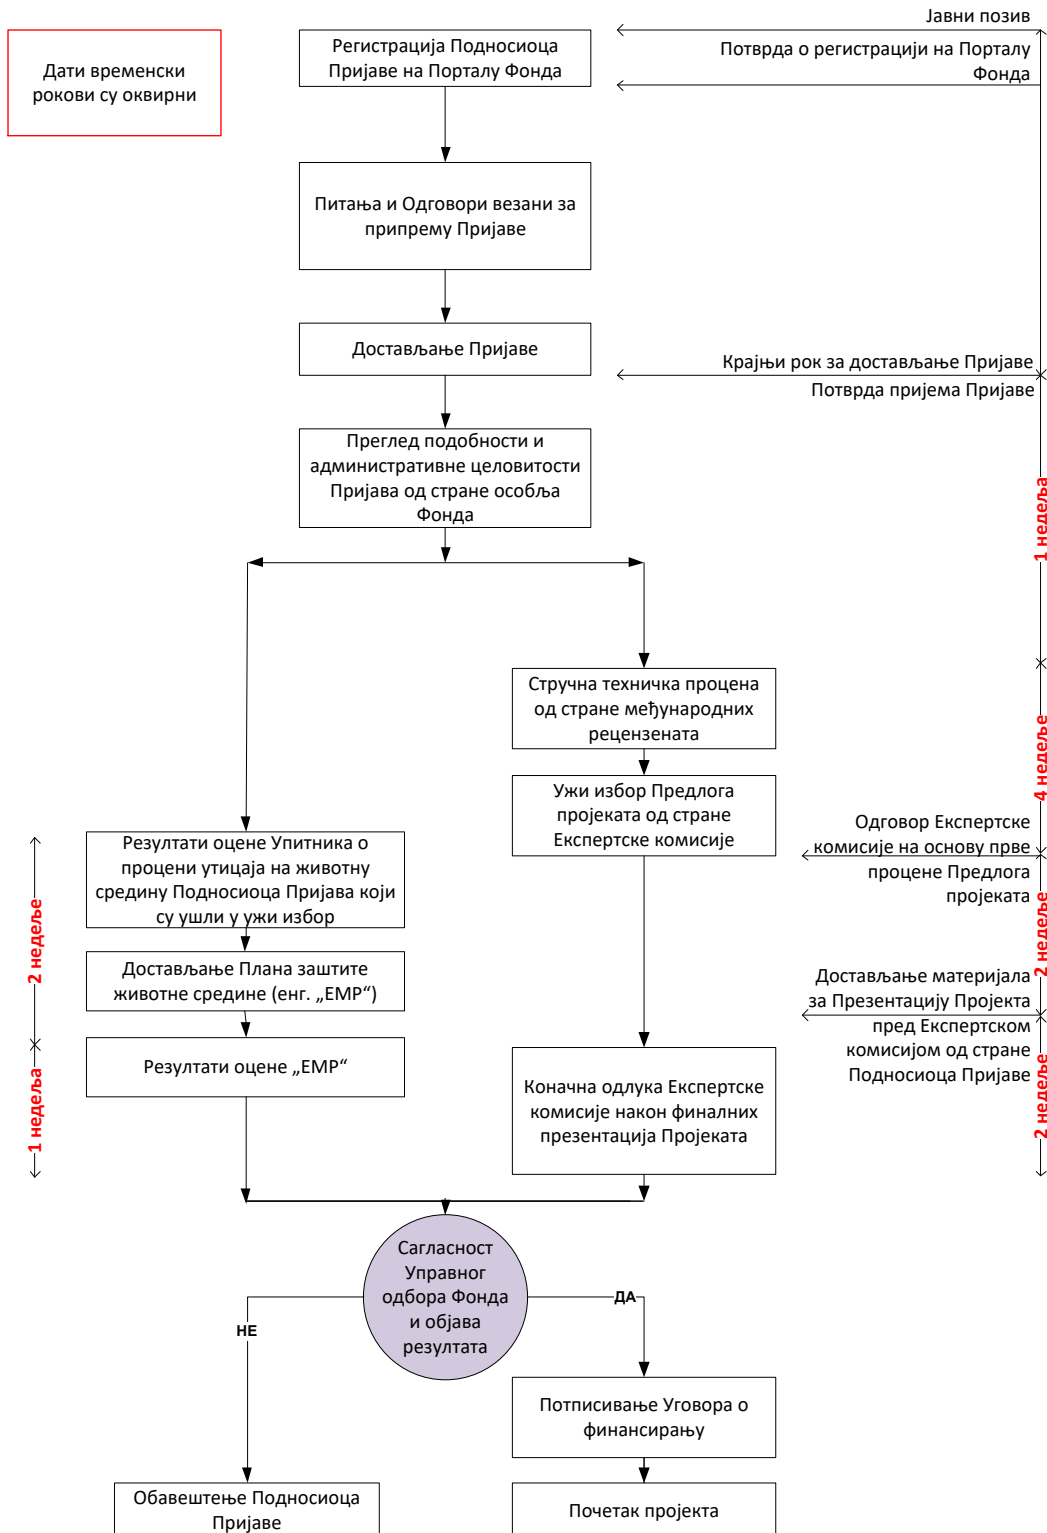 Јавни позив
Регистрација Подносиоца
Пријаве на Порталу Фонда
Потврда о регистрацији на Порталу
Фонда
Дати временски
рокови су оквирни
Питања и Одговори везани за
припрему Пријаве
Достављање Пријаве
Крајњи рок за достављање Пријаве
Потврда пријема Пријаве
Преглед подобности и
административне целовитости
Пријава од стране особља
Фонда
1 недеља
Стручна техничка процена
од стране међународних
рецензената
4 недеље
Ужи избор Предлога
пројеката од стране
Експертске комисије
Одговор Експертске
комисије на основу прве
процене Предлога
пројеката
Резултати оцене Упитника о
процени утицаја на животну
средину Подносиоца Пријава који
су ушли у ужи избор
2 недеље
2 недеље
Достављање Плана заштите
животне средине (енг. „EMP“)
Достављање материјала
за Презентацију Пројекта
пред Експертском
комисијом од стране
Подносиоца Пријаве
Резултати оцене „EMP“
1 недеља
Коначна одлука Експертске
комисије након финалних
презентација Пројеката
2 недеље
Сагласност
Управног
одбора Фонда
и објава
резултата
НЕ
ДА
Потписивање Уговора о
финансирању
Обавештење Подносиоца
Пријаве
Почетак пројекта